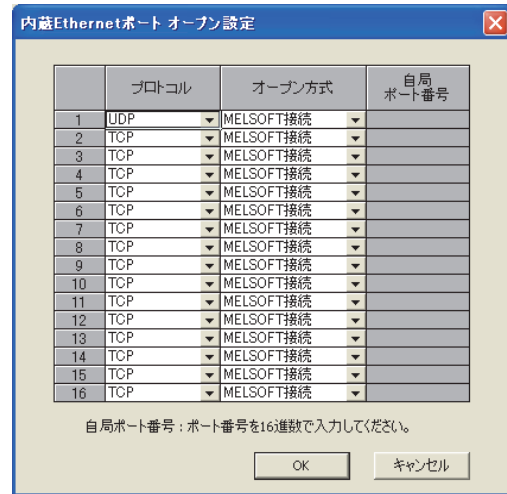 内蔵Ethernetポート オープン設定
プロトコル オープン方式 自局
ポート番号
1 UDP MELSOFT接続
2 TCP MELSOFT接続
3 TCP MELSOFT接続
4 TCP MELSOFT接続
5 TCP MELSOFT接続
6 TCP MELSOFT接続
7 TCP MELSOFT接続
8 TCP MELSOFT接続
9 TCP MELSOFT接続
10 TCP MELSOFT接続
11 TCP MELSOFT接続
12 TCP MELSOFT接続
13 TCP MELSOFT接続
14 TCP MELSOFT接続
15 TCP MELSOFT接続
16 TCP MELSOFT接続
自局ポート番号：ポート番号を16進数で入力してください。
OK キャンセル